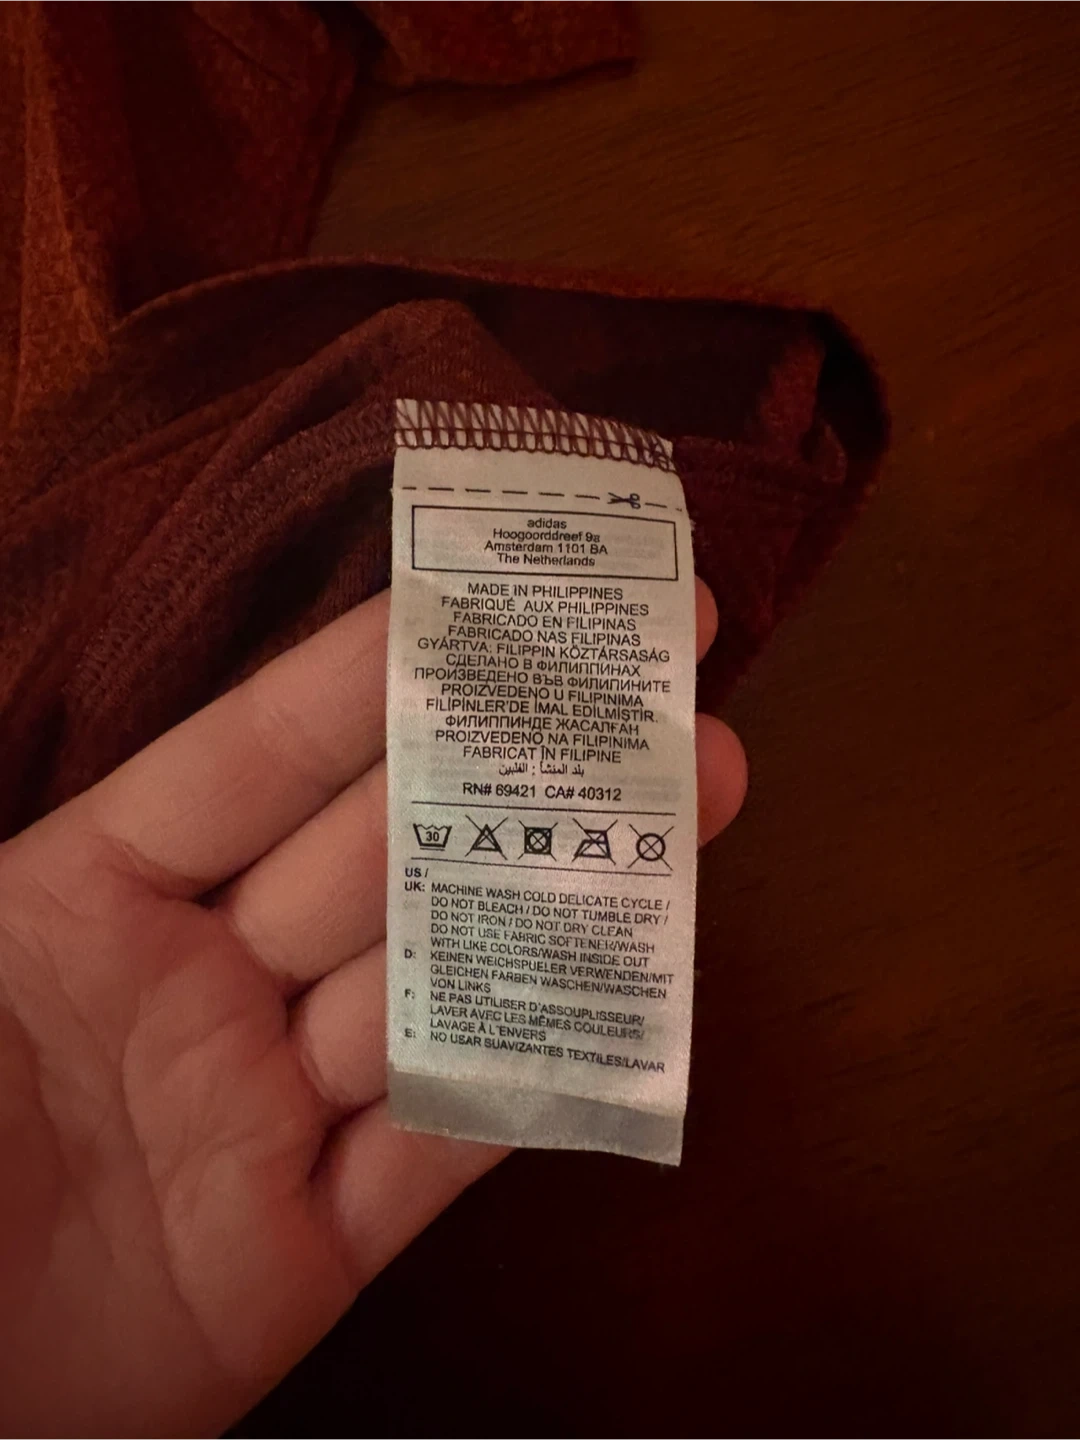 adidas
Hoogoorddreef 9a
Amsterdam 1101 BA
The Netherlands
MADE IN PHILIPPINES
FABRIQUÉ AUX PHILIPPINES
FABRICADO EN FILIPINAS
FABRICADO NAS FILIPINAS
GYÁRTVA: FILIPPIN KÖZTÁRSASÁG
СДЕЛАНО В ФИЛИППИНАХ
ПРОИЗВЕДЕНО ВЪВ ФИЛИПИНИТЕ
PROIZVEDENO U FILIPINIMA
FİLİPİNLER'DE İMAL EDİLMİŞTİR.
ФИЛИППИНДЕ ЖАСАЛҒАН
PROIZVEDENO NA FILIPINIMA
FABRICAT ÎN FILIPINE
بلد المنشأ : الفلبين
RN# 69421 CA# 40312
30
US /
UK: MACHINE WASH COLD DELICATE CYCLE /
DO NOT BLEACH / DO NOT TUMBLE DRY /
DO NOT IRON / DO NOT DRY CLEAN
DO NOT USE FABRIC SOFTENER/WASH
WITH LIKE COLORS/WASH INSIDE OUT
D: KEINEN WEICHSPUELER VERWENDEN/MIT
GLEICHEN FARBEN WASCHEN/WASCHEN
VON LINKS
F: NE PAS UTILISER D'ASSOUPLISSEUR/
LAVER AVEC LES MÊMES COULEURS/
LAVAGE À L'ENVERS
E: NO USAR SUAVIZANTES TEXTILES/LAVAR